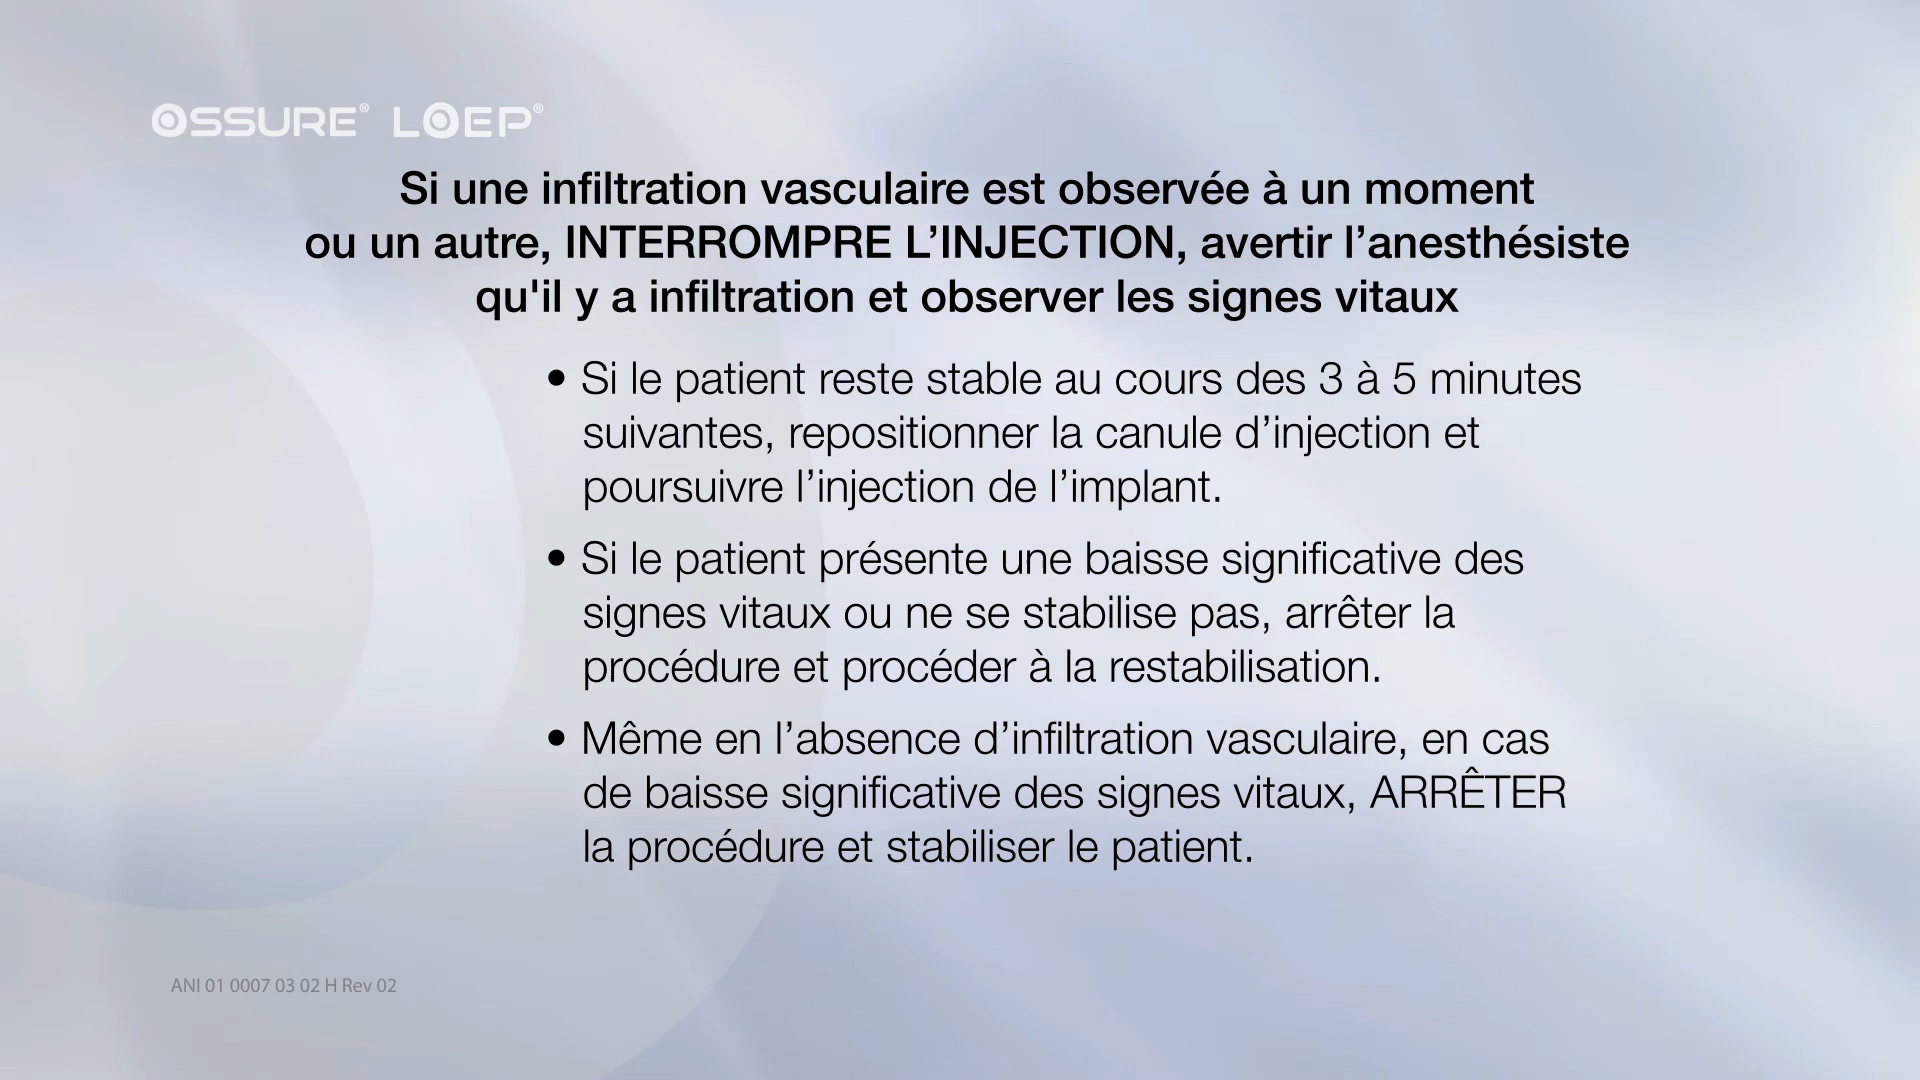 OSSURE® LOEP®
Si une infiltration vasculaire est observée à un moment
ou un autre, INTERROMPRE L’INJECTION, avertir l’anesthésiste
qu'il y a infiltration et observer les signes vitaux
• Si le patient reste stable au cours des 3 à 5 minutes
suivantes, repositionner la canule d’injection et
poursuivre l’injection de l’implant.
• Si le patient présente une baisse significative des
signes vitaux ou ne se stabilise pas, arrêter la
procédure et procéder à la restabilisation.
• Même en l’absence d’infiltration vasculaire, en cas
de baisse significative des signes vitaux, ARRÊTER
la procédure et stabiliser le patient.
ANI 01 0007 03 02 H Rev 02